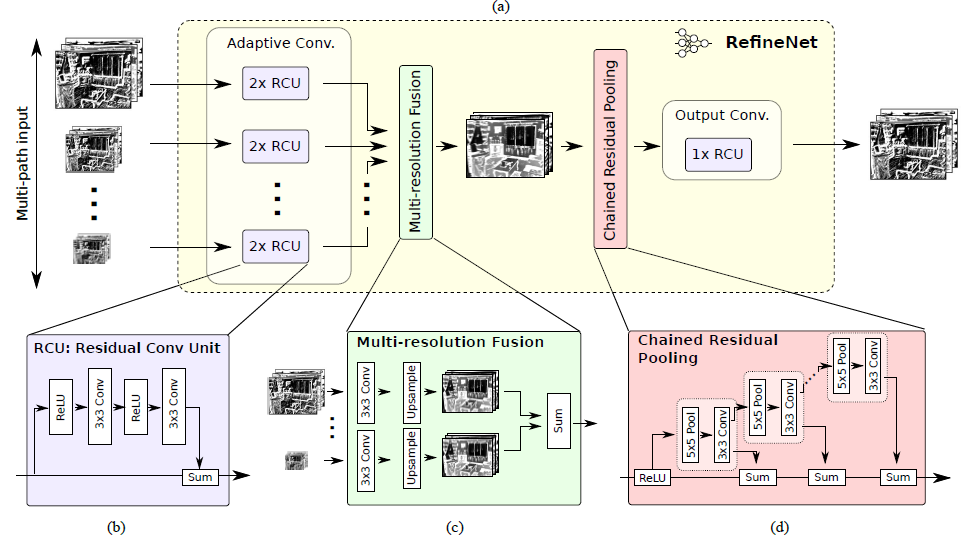 (a)
Multi-path input
Adaptive Conv.
2x RCU
2x RCU
2x RCU
Multi-resolution Fusion
Chained Residual Pooling
RefineNet
Output Conv.
1x RCU
RCU: Residual Conv Unit
ReLU
3x3 Conv
ReLU
3x3 Conv
Sum
(b)
Multi-resolution Fusion
3x3 Conv
Upsample
3x3 Conv
Upsample
Sum
(c)
Chained Residual
Pooling
ReLU
5x5 Pool
3x3 Conv
5x5 Pool
3x3 Conv
5x5 Pool
3x3 Conv
Sum
Sum
Sum
(d)